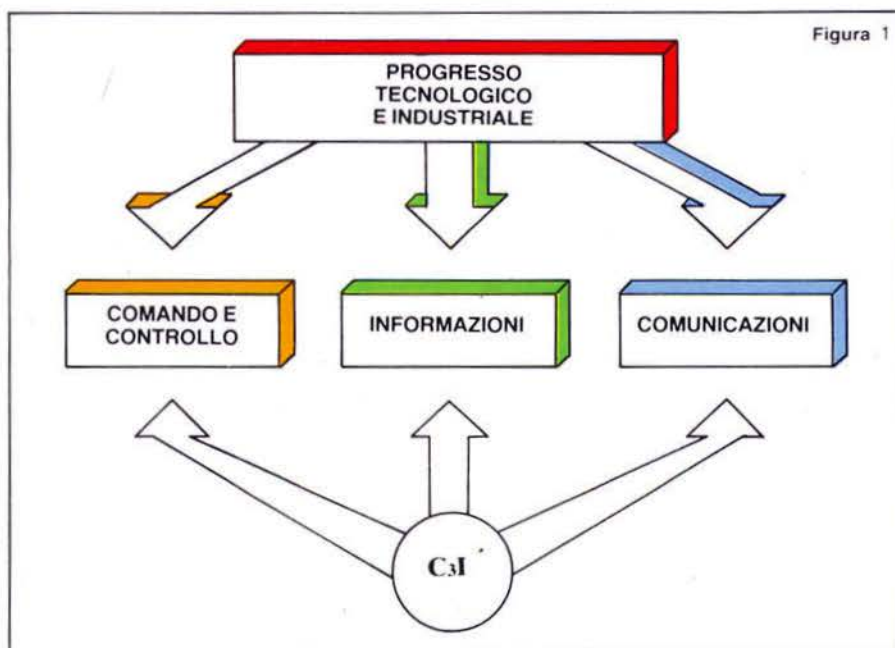 Figura 1
PROGRESSO
TECNOLOGICO
E INDUSTRIALE
COMANDO E
CONTROLLO
INFORMAZIONI
COMUNICAZIONI
C₃I